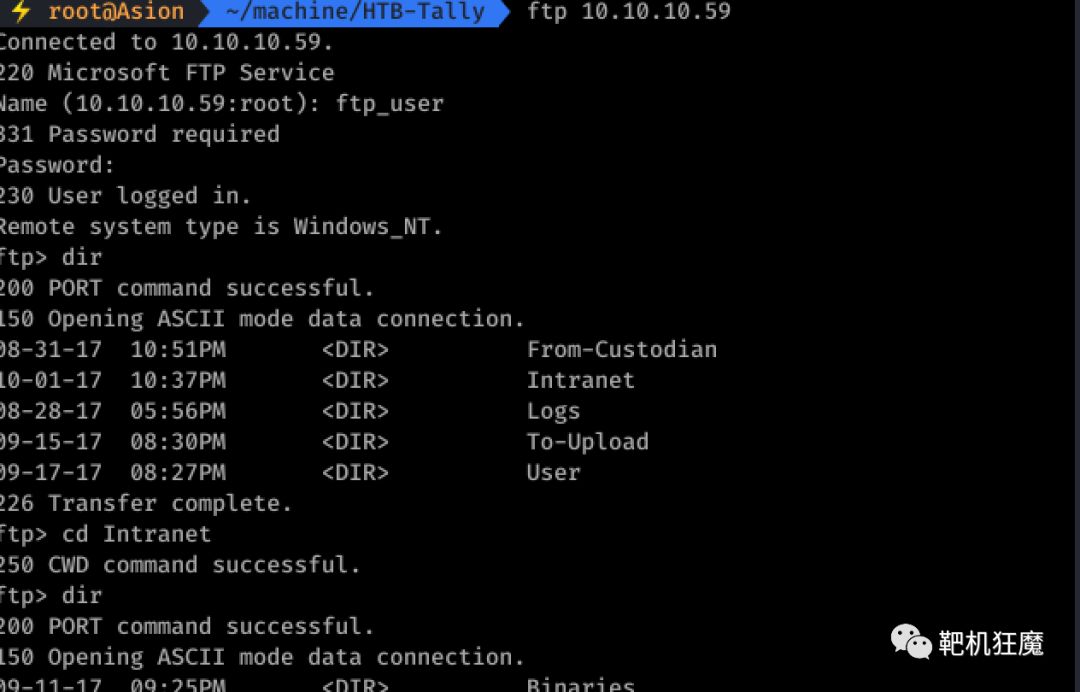 root@Asion ~/machine/HTB-Tally ftp 10.10.10.59
Connected to 10.10.10.59.
220 Microsoft FTP Service
Name (10.10.10.59:root): ftp_user
331 Password required
Password:
230 User logged in.
Remote system type is Windows_NT.
ftp> dir
200 PORT command successful.
150 Opening ASCII mode data connection.
08-31-17 10:51PM <DIR> From-Custodian
10-01-17 10:37PM <DIR> Intranet
08-28-17 05:56PM <DIR> Logs
09-15-17 08:30PM <DIR> To-Upload
09-17-17 08:27PM <DIR> User
226 Transfer complete.
ftp> cd Intranet
250 CWD command successful.
ftp> dir
200 PORT command successful.
150 Opening ASCII mode data connection.
09-11-17 09:25PM <DIR> Binaries
靶机狂魔